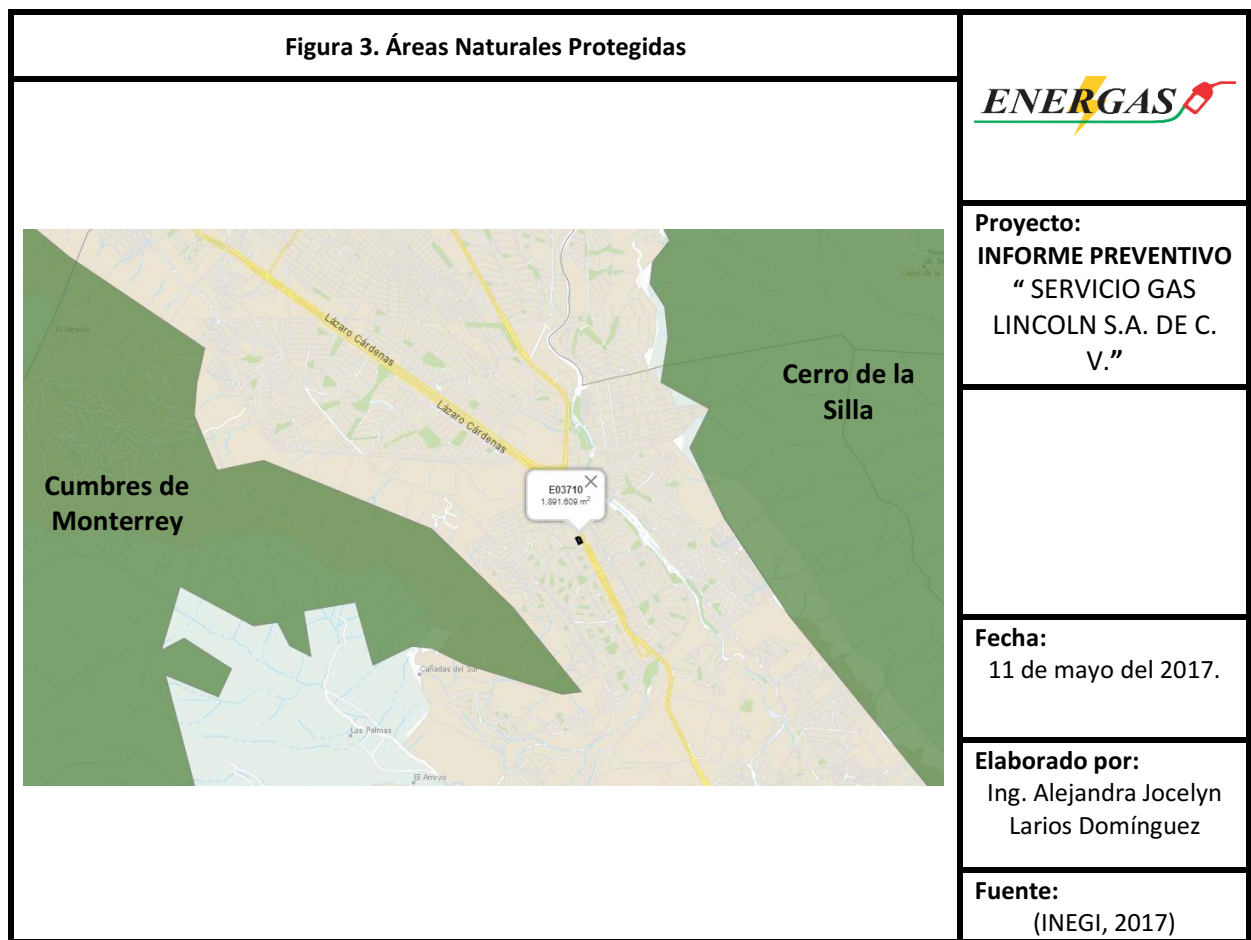 Figura 3. Áreas Naturales Protegidas
ENERGAS
Proyecto:
INFORME PREVENTIVO
“ SERVICIO GAS
LINCOLN S.A. DE C.
V.”
Lázaro Cárdenas
Lázaro Cárdenas
El Mirador
Cerro de la
Silla
Cumbres de
Monterrey
E03710
1,891.609 m²
Cañadas del Sur
Las Palmas
El Arroyo
Fecha:
11 de mayo del 2017.
Elaborado por:
Ing. Alejandra Jocelyn
Larios Domínguez
Fuente:
(INEGI, 2017)